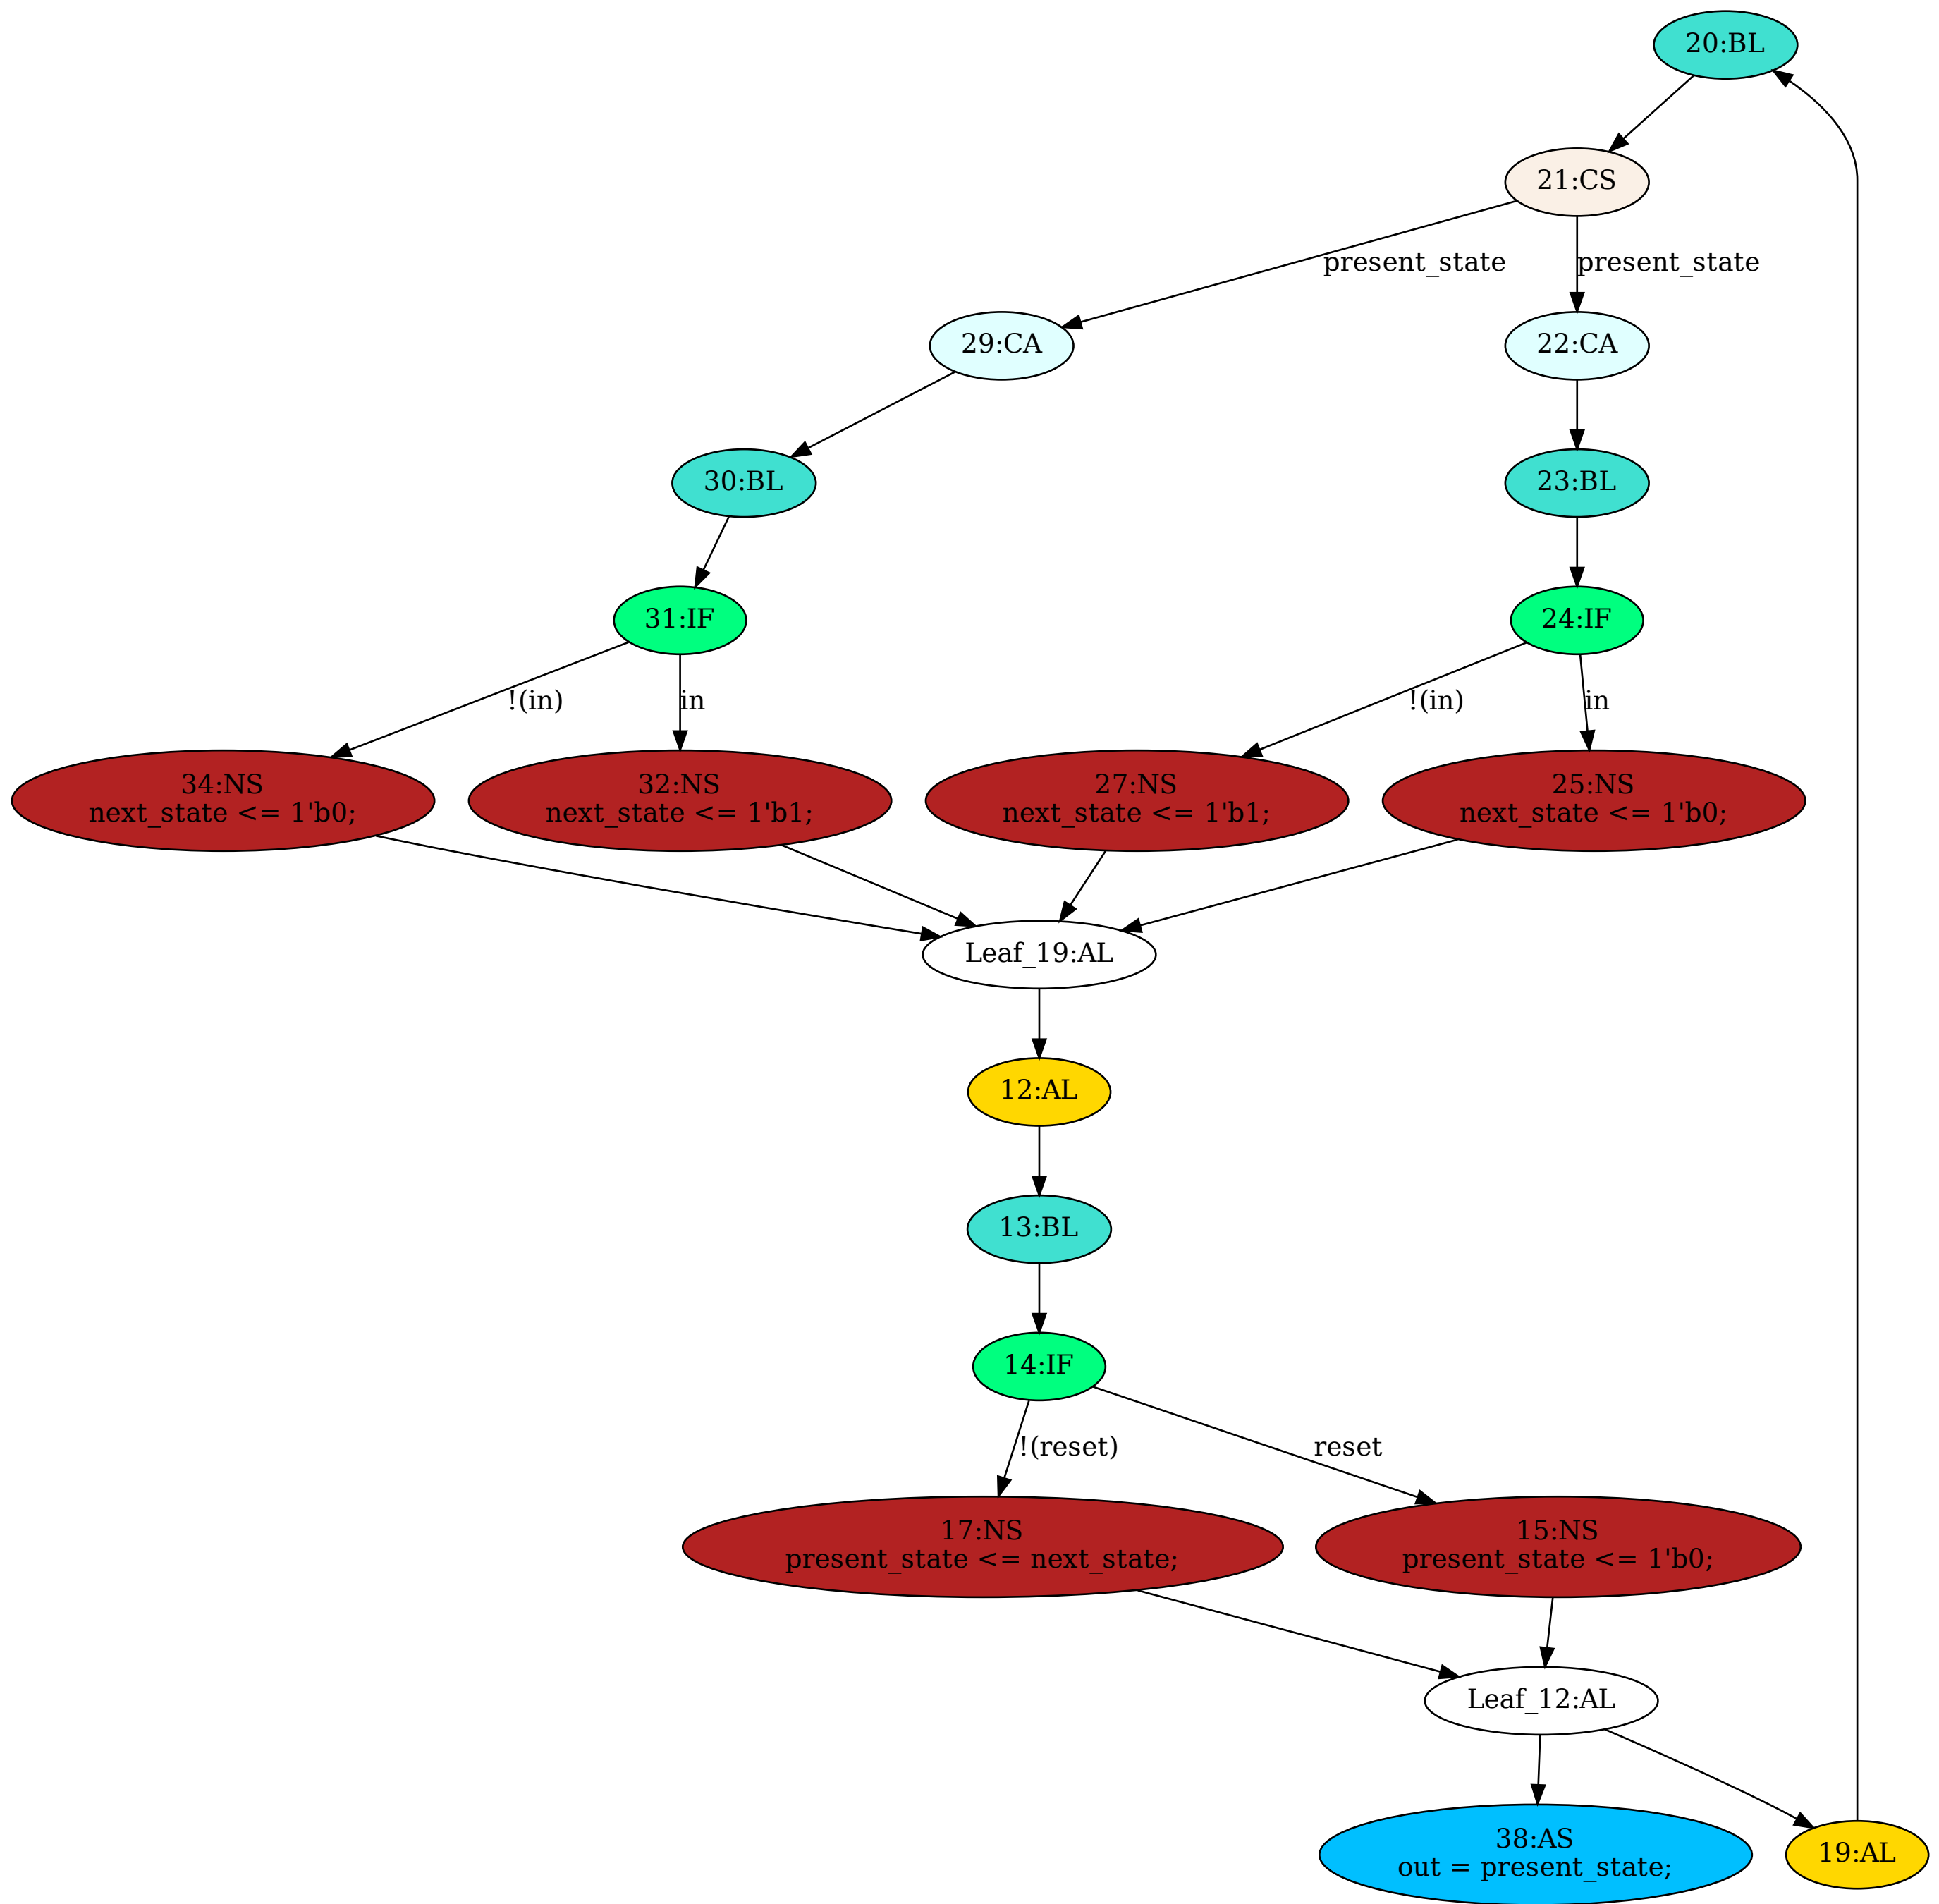 20:BL
21:CS
present_state
present_state
29:CA
22:CA
30:BL
23:BL
31:IF
24:IF
!(in)
in
!(in)
in
34:NS
next_state <= 1'b0;
32:NS
next_state <= 1'b1;
27:NS
next_state <= 1'b1;
25:NS
next_state <= 1'b0;
Leaf_19:AL
12:AL
13:BL
14:IF
!(reset)
reset
17:NS
present_state <= next_state;
15:NS
present_state <= 1'b0;
Leaf_12:AL
38:AS
out = present_state;
19:AL